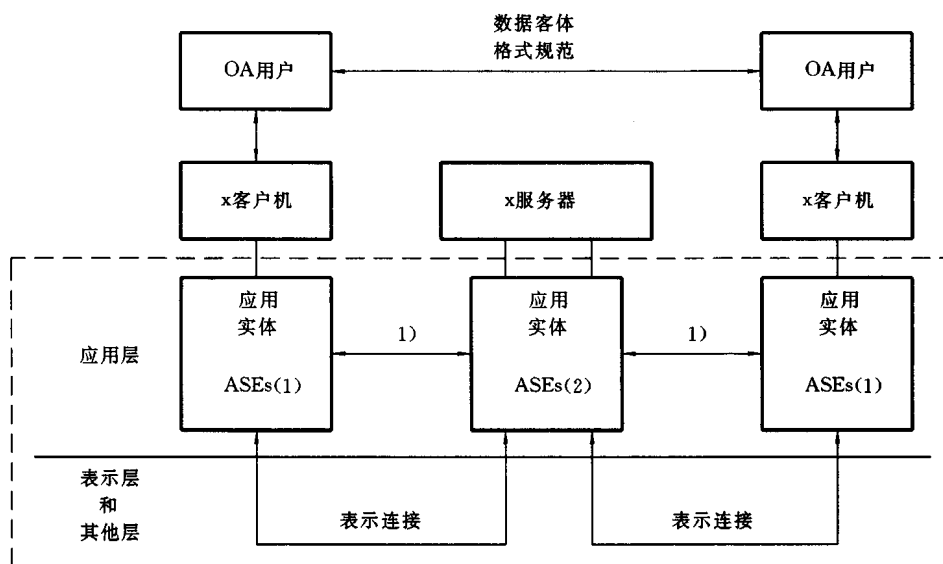 数据客体
格式规范
OA用户
OA用户
x客户机
x服务器
x客户机
应用层
应用
实体
ASEs(1)
1)
应用
实体
ASEs(2)
1)
应用
实体
ASEs(1)
表示层
和
其他层
表示连接
表示连接